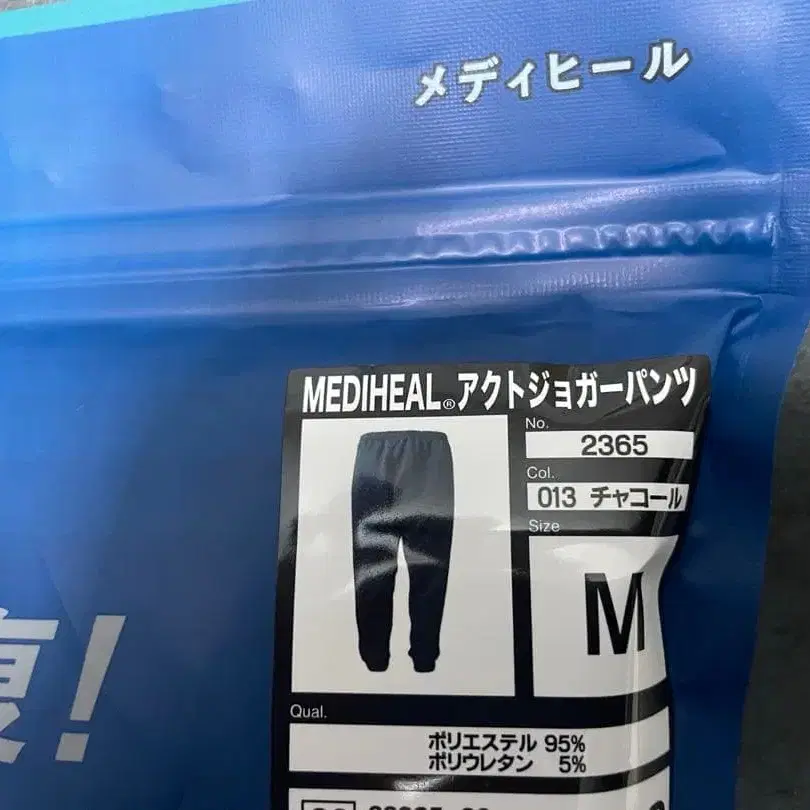 メディヒール
MEDIHEAL®アクトジョガーパンツ
No.
2365
Col.
013 チャコール
Size
M
復!
Qual.
ポリエステル 95%
ポリウレタン 5%